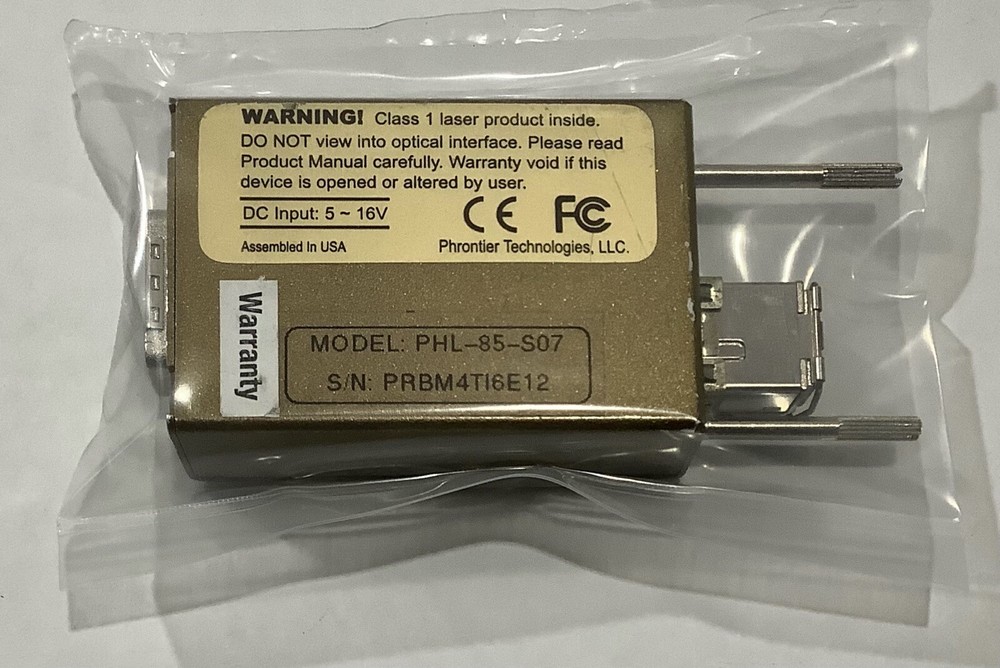 WARNING! Class 1 laser product inside.
DO NOT view into optical interface. Please read
Product Manual carefully. Warranty void if this
device is opened or altered by user.
DC Input: 5 ~ 16V
CE FC
Assembled In USA
Phrontier Technologies, LLC.
Warranty
MODEL: PHL-85-S07
S/N: PRBM4TI6E12